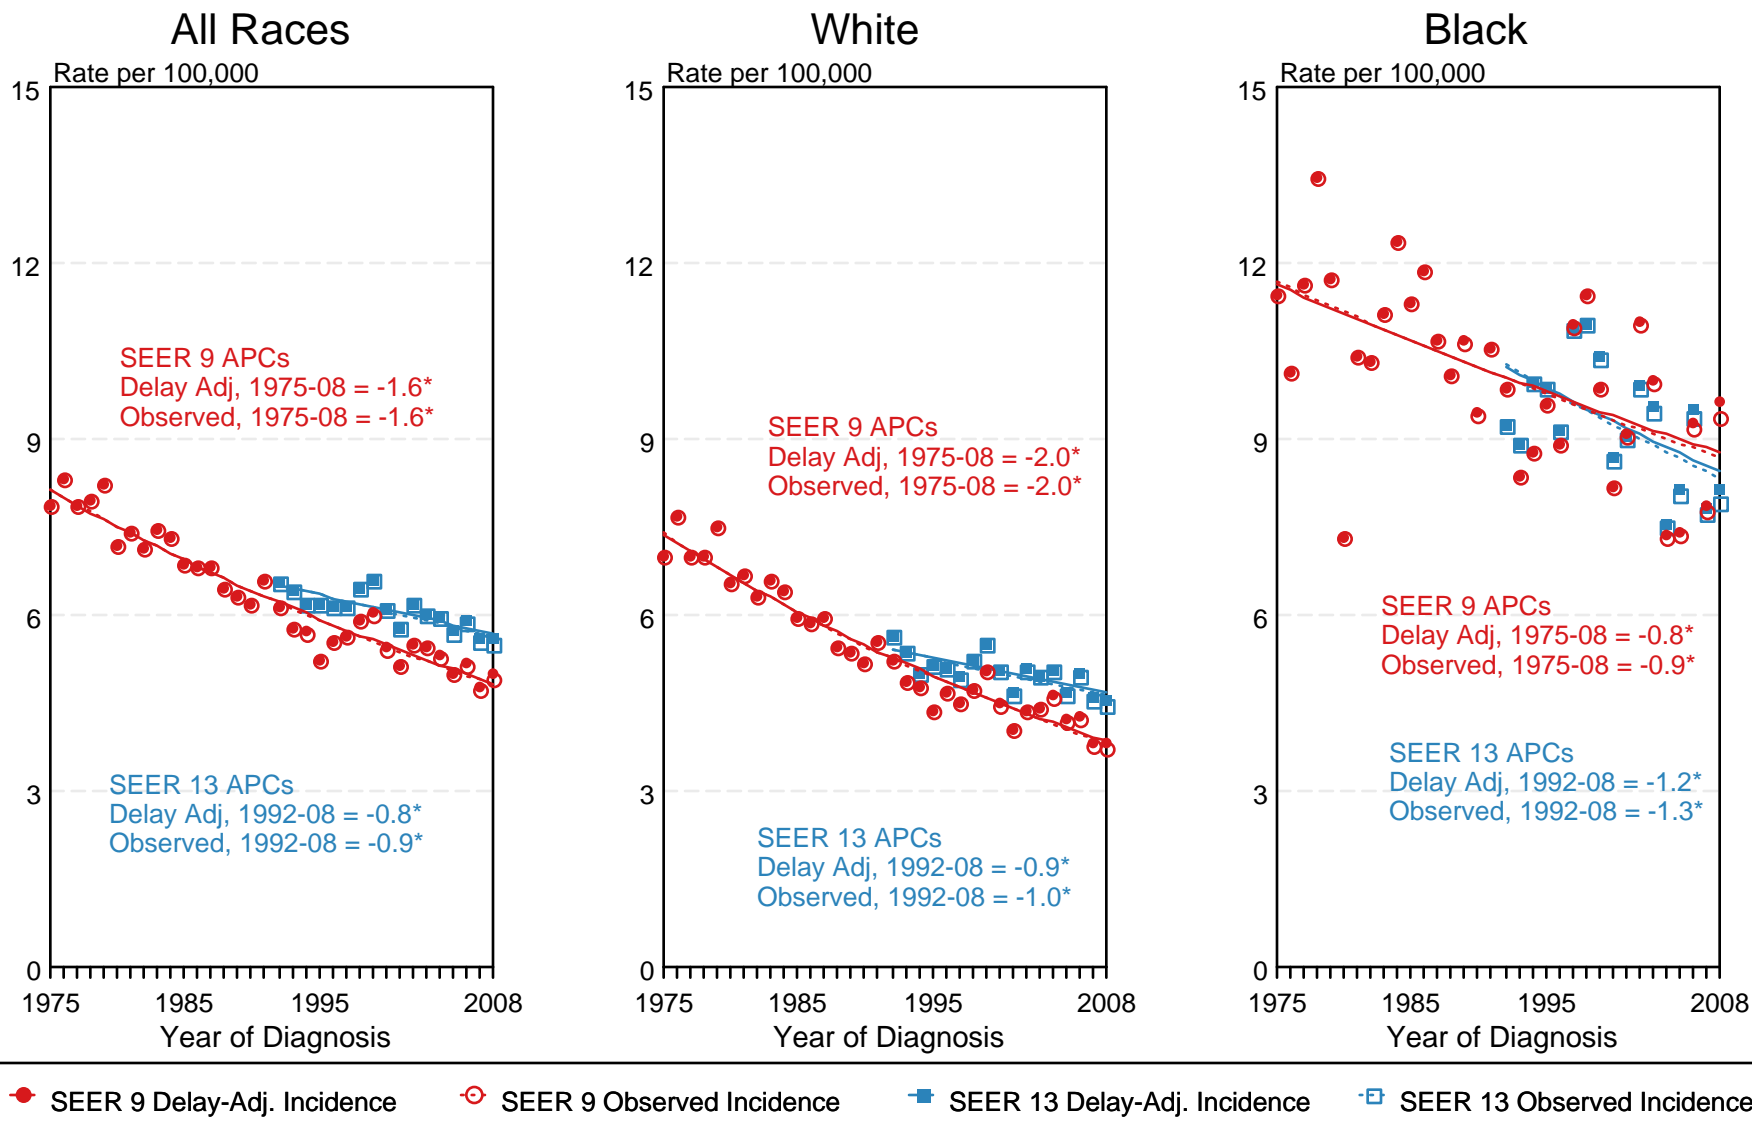 All Races
Rate per 100,000
15
12
9
6
3
0
SEER 9 APCs
Delay Adj, 1975-08 = -1.6*
Observed, 1975-08 = -1.6*
SEER 13 APCs
Delay Adj, 1992-08 = -0.8*
Observed, 1992-08 = -0.9*
1975 1985 1995 2008
Year of Diagnosis
White
Rate per 100,000
15
12
9
6
3
0
SEER 9 APCs
Delay Adj, 1975-08 = -2.0*
Observed, 1975-08 = -2.0*
SEER 13 APCs
Delay Adj, 1992-08 = -0.9*
Observed, 1992-08 = -1.0*
1975 1985 1995 2008
Year of Diagnosis
Black
Rate per 100,000
15
12
9
6
3
0
SEER 9 APCs
Delay Adj, 1975-08 = -0.8*
Observed, 1975-08 = -0.9*
SEER 13 APCs
Delay Adj, 1992-08 = -1.2*
Observed, 1992-08 = -1.3*
1975 1985 1995 2008
Year of Diagnosis
SEER 9 Delay-Adj. Incidence SEER 9 Observed Incidence SEER 13 Delay-Adj. Incidence SEER 13 Observed Incidence